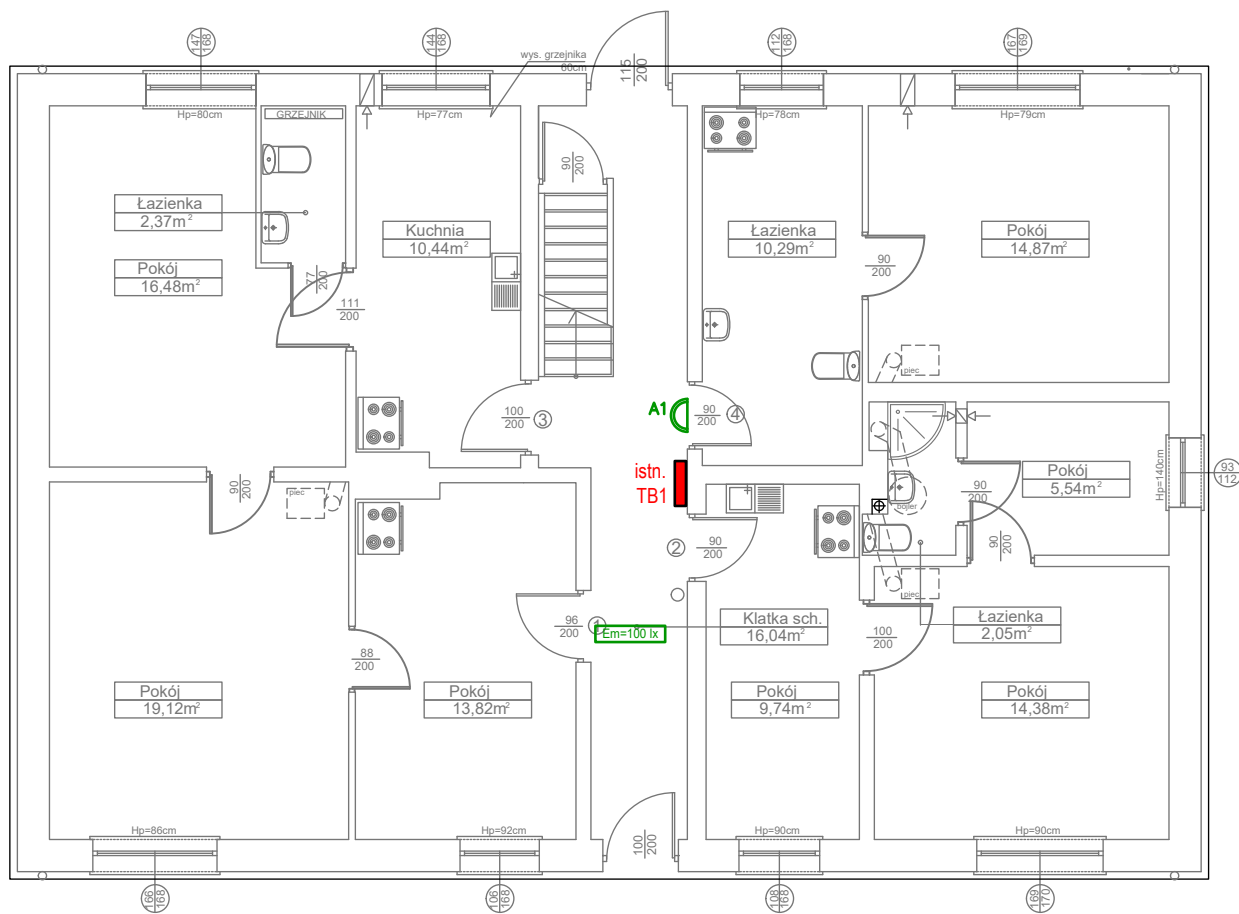 147
168
144
168
wys. grzejnika
60cm
115
200
112
168
167
169
Hp=80cm
GRZEJNIK
Hp=77cm
Hp=78cm
Hp=79cm
90
200
Łazienka
2,37m²
Pokój
16,48m²
Kuchnia
10,44m²
Łazienka
10,29m²
Pokój
14,87m²
77
200
111
200
90
200
piec
100
200
3
A1
90
200
4
istn.
TB1
Pokój
5,54m²
Hp=140cm
93
112
90
200
piec
90
200
bojler
2
90
200
90
200
piec
96
200
1
Em=100 lx
Klatka sch.
16,04m²
100
200
Łazienka
2,05m²
88
200
Pokój
19,12m²
Pokój
13,82m²
Pokój
9,74m²
Pokój
14,38m²
Hp=86cm
Hp=92cm
100
200
Hp=90cm
Hp=90cm
166
168
106
168
108
168
169
170